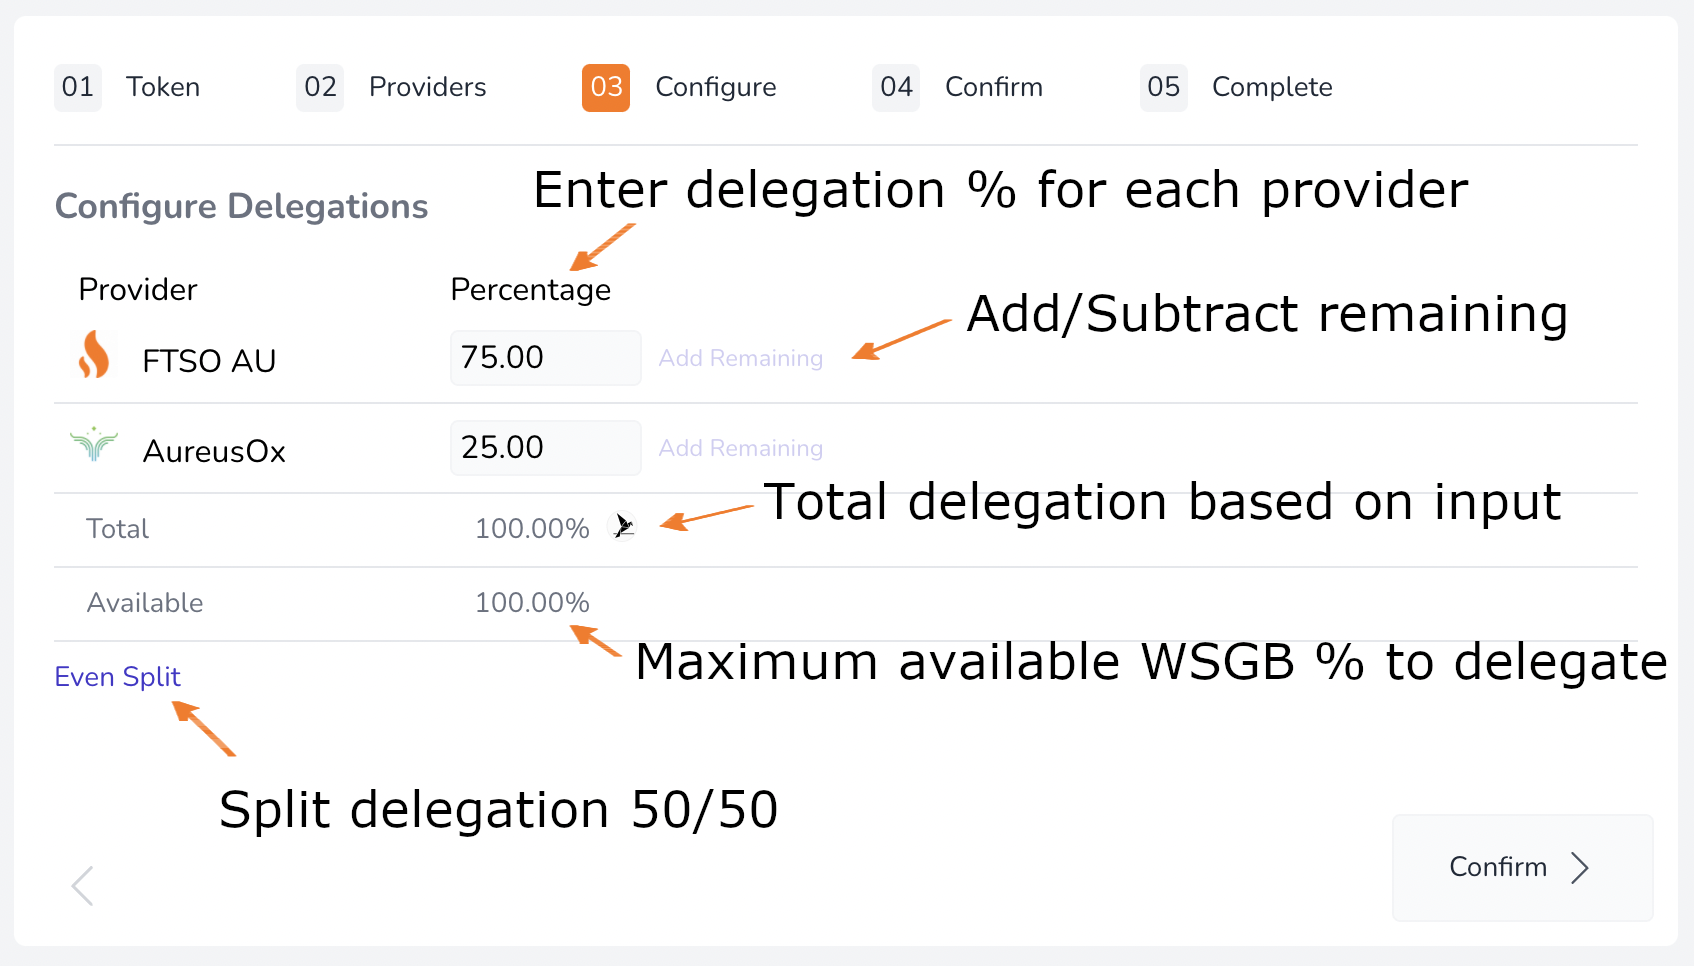 01 Token 02 Providers 03 Configure 04 Confirm 05 Complete
Enter delegation % for each provider
Configure Delegations
Provider Percentage
Add/Subtract remaining
FTSO AU 75.00 Add Remaining
AureusOx 25.00 Add Remaining
Total delegation based on input
Total 100.00%
Available 100.00%
Maximum available WSGB % to delegate
Even Split
Split delegation 50/50
Confirm